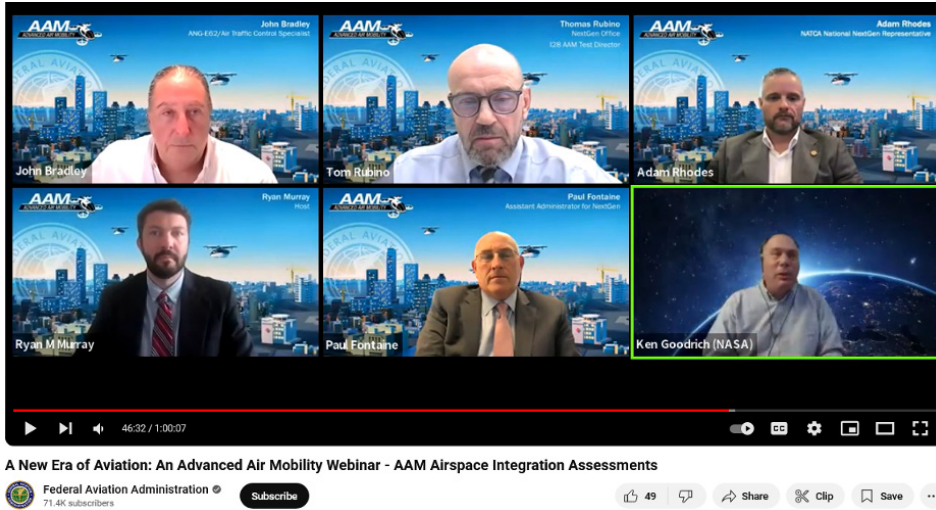 AAM
ADVANCED AIR MOBILITY
John Bradley
ANG-E62/Air Traffic Control Specialist
John Bradley
AAM
ADVANCED AIR MOBILITY
Thomas Rubino
NextGen Office
I2B AAM Test Director
Tom Rubino
AAM
ADVANCED AIR MOBILITY
Adam Rhodes
NATCA National NextGen Representative
Adam Rhodes
AAM
ADVANCED AIR MOBILITY
Ryan Murray
Host
Ryan M Murray
AAM
ADVANCED AIR MOBILITY
Paul Fontaine
Assistant Administrator for NextGen
Paul Fontaine
Ken Goodrich (NASA)
46:32 / 1:00:07
CC
A New Era of Aviation: An Advanced Air Mobility Webinar - AAM Airspace Integration Assessments
Federal Aviation Administration
71.4K subscribers
Subscribe
49
Share
Clip
Save